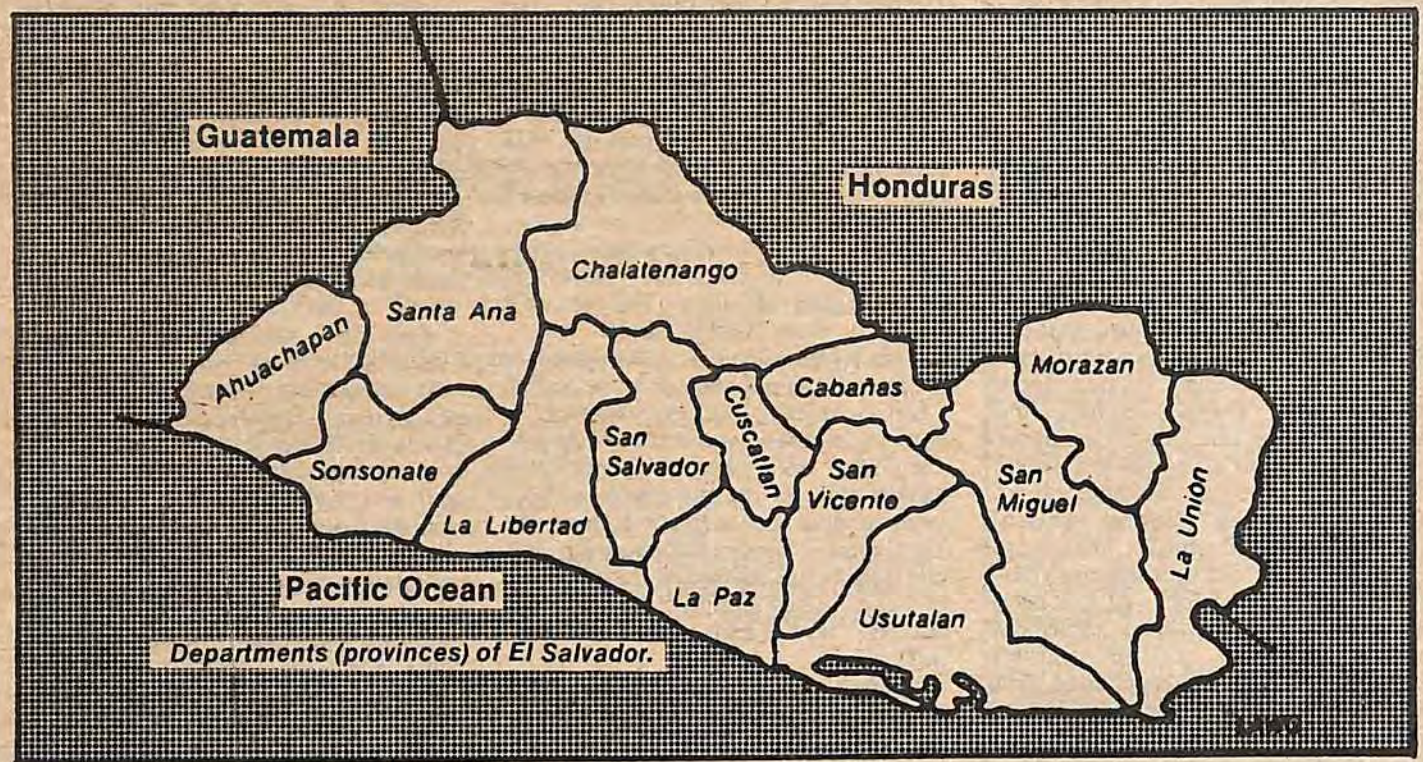 Guatemala
Honduras
Chalatenango
Santa Ana
Ahuachapan
Morazan
Cabañas
Cuscatlan
San
Salvador
San
Vicente
San
Miguel
Sonsonate
La Libertad
La Unión
La Paz
Usutalan
Pacific Ocean
Departments (provinces) of El Salvador.